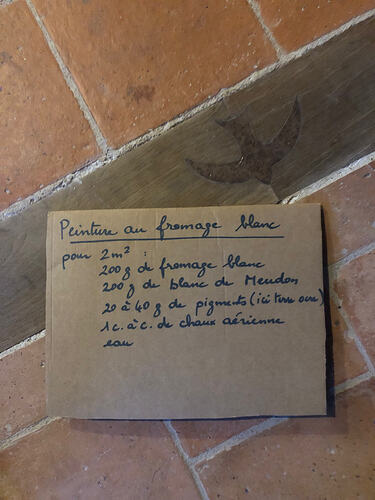 Peinture au fromage blanc
pour 2m² :
200g de fromage blanc
200g de blanc de Meudon
20 à 40 g de pigments (ici terre ocre)
1 c. à c. de chaux aérienne
eau